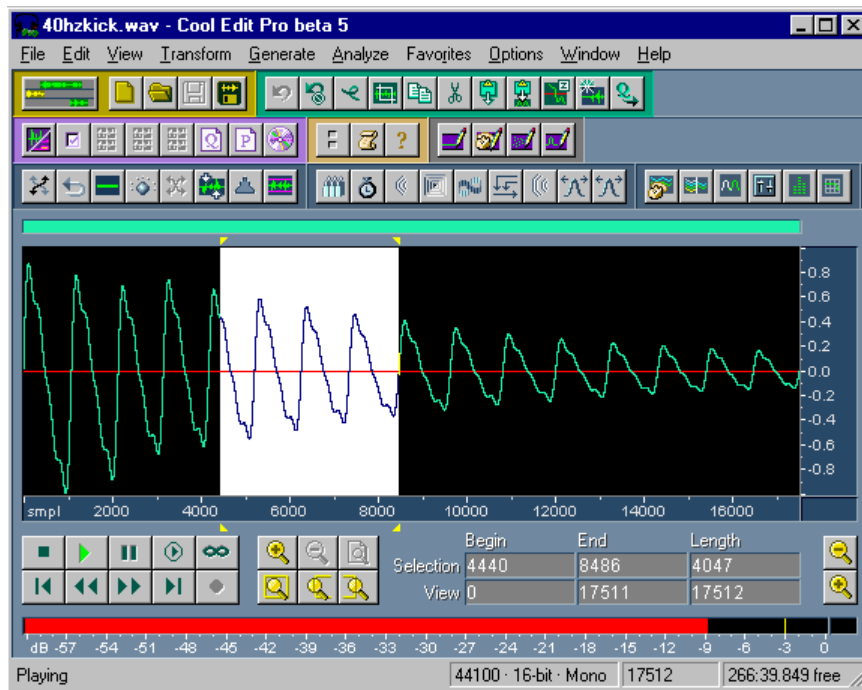 40hzkick.wav - Cool Edit Pro beta 5
File Edit View Transform Generate Analyze Favorites Options Window Help
Z
Q P F ?
0.8
0.6
0.4
0.2
0.0
-0.2
-0.4
-0.6
-0.8
smpl 2000 4000 6000 8000 10000 12000 14000 16000
Begin End Length
Selection 4440 8486 4047
View 0 17511 17512
dB -57 -54 -51 -48 -45 -42 -39 -36 -33 -30 -27 -24 -21 -18 -15 -12 -9 -6 -3 0
Playing 44100 · 16-bit · Mono 17512 266:39.849 free